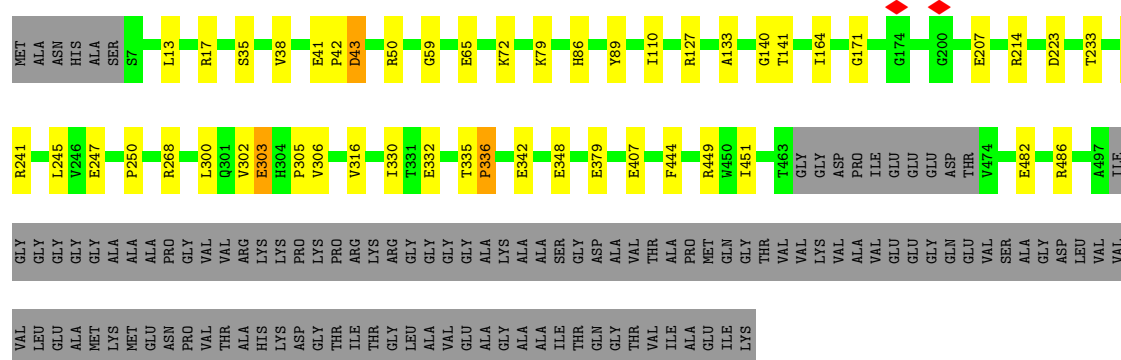 MET ALA ASN HIS ALA SER S7 L13 R17 S35 V38 E41 P42 D43 R50 G59 E65 K72 K79 H86 Y89 I110 R127 A133 G140 T141 I164 G171 G174 G200 E207 R214 D223 T233
R241 L245 V246 E247 P250 R268 L300 Q301 V302 E303 H304 P305 V306 V316 I330 T331 E332 T335 P336 E342 E348 E379 E407 F444 R449 W450 I451 T463 GLY GLY ASP PRO ILE GLU GLU GLU ASP THR V474 E482 R486 A497 ILE
GLY GLY GLY GLY GLY ALA ALA ALA PRO GLY VAL VAL ARG LYS LYS PRO LYS PRO ARG LYS ARG GLY GLY GLY GLY ALA LYS ALA ALA SER GLY ASP ALA VAL THR ALA PRO MET GLN GLY THR VAL VAL LYS VAL ALA VAL GLU GLU GLY GLN GLU VAL SER ALA GLY ASP LEU VAL VAL
VAL LEU GLU ALA MET LYS MET GLU ASN PRO VAL THR ALA HIS LYS ASP GLY THR ILE THR GLY LEU ALA VAL GLU ALA GLY ALA ALA ILE THR GLN GLY THR VAL ILE ALA GLU ILE LYS